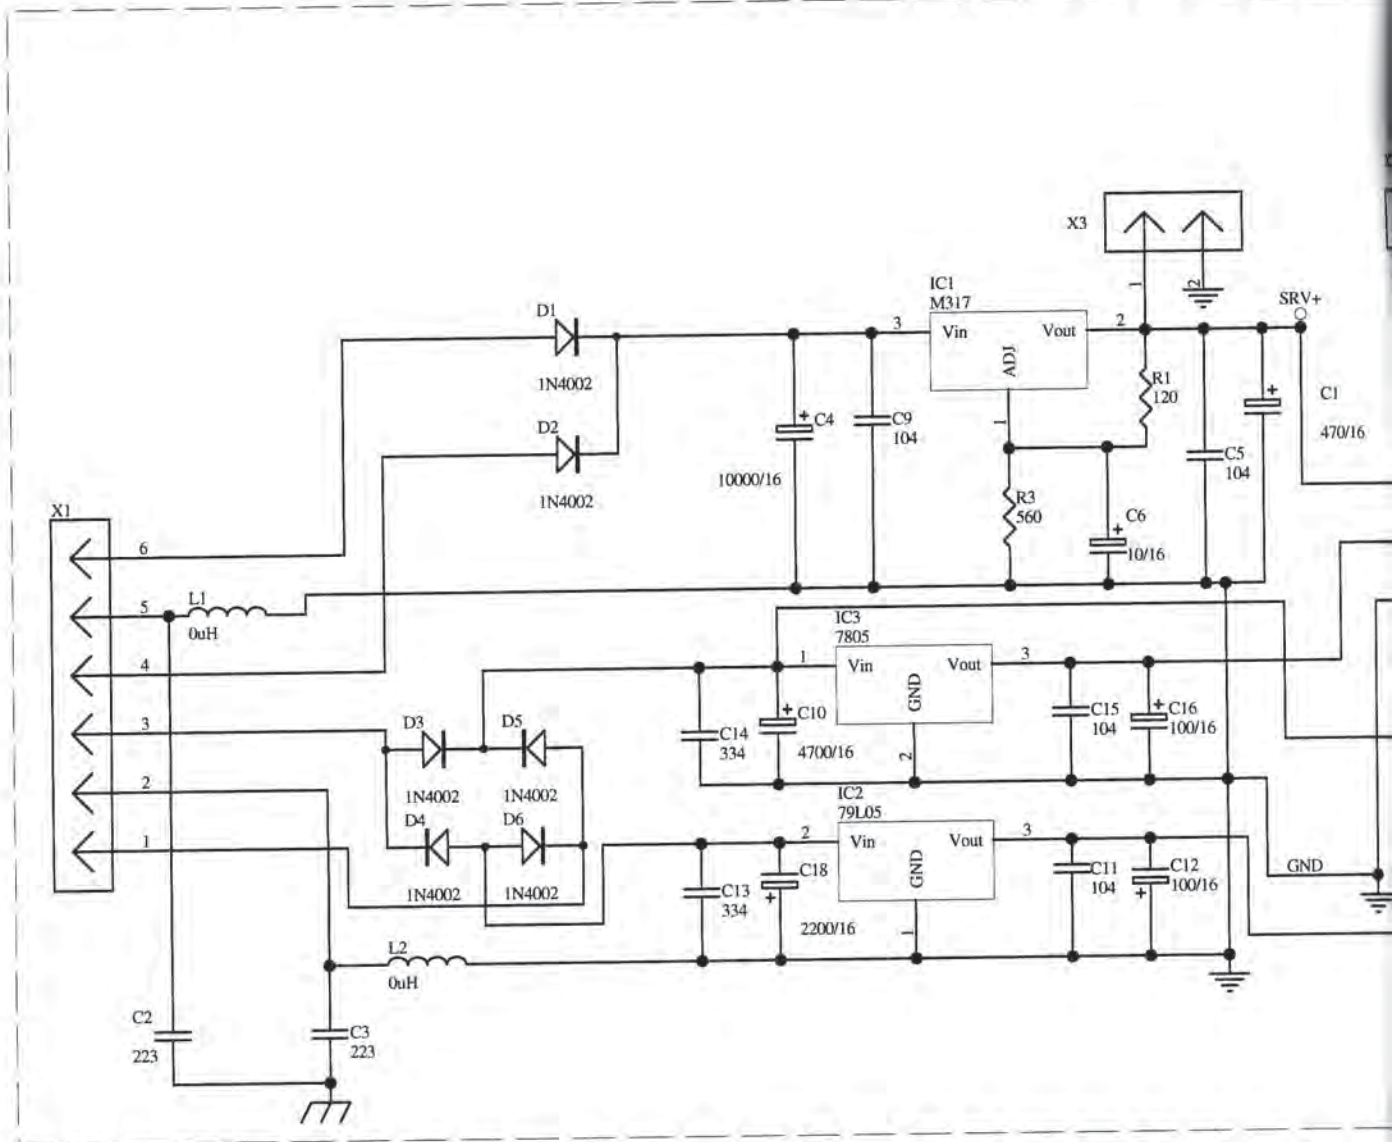 X3
1
2
IC1
M317
SRV+
D1
3
Vin
Vout
2
ADJ
1N4002
R1
120
C1
D2
+
C4
C9
104
1
+
470/16
10000/16
C5
104
1N4002
R3
560
C6
+
10/16
X1
6
5
L1
0uH
IC3
7805
4
1
Vin
Vout
3
GND
3
D3
D5
C14
334
+
C10
4700/16
C15
104
+
C16
100/16
2
2
1N4002
1N4002
IC2
79L05
D4
D6
1
2
Vin
Vout
3
GND
1N4002
1N4002
C13
334
C18
+
2200/16
C11
104
C12
100/16
+
GND
1
L2
0uH
C2
223
C3
223